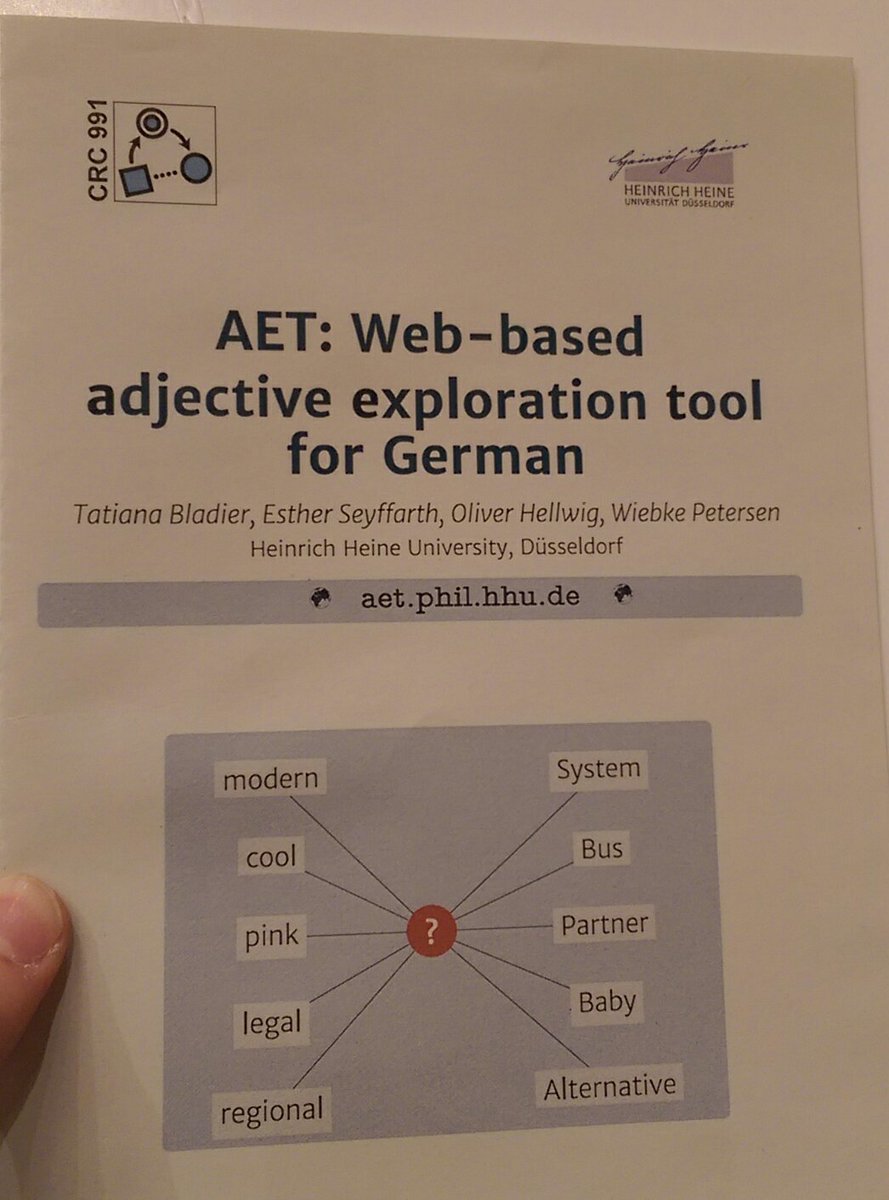 CRC 991
Heinrich Heine
HEINRICH HEINE
UNIVERSITÄT DÜSSELDORF
AET: Web-based
adjective exploration tool
for German
Tatiana Bladier, Esther Seyffarth, Oliver Hellwig, Wiebke Petersen
Heinrich Heine University, Düsseldorf
aet.phil.hhu.de
modern
System
cool
Bus
?
pink
Partner
legal
Baby
regional
Alternative